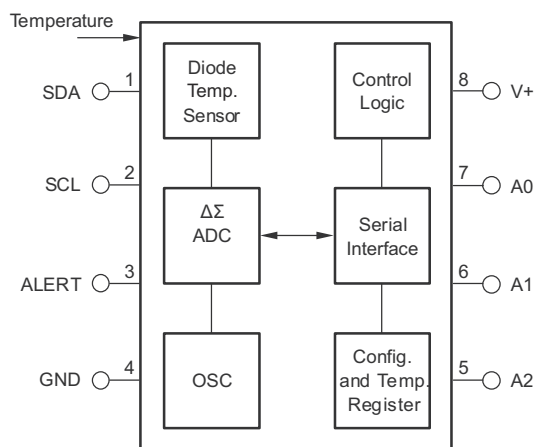 Temperature
1
SDA
Diode
Temp.
Sensor
Control
Logic
8
V+
2
SCL
ΔΣ
ADC
Serial
Interface
7
A0
3
ALERT
6
A1
4
GND
OSC
Config.
and Temp.
Register
5
A2